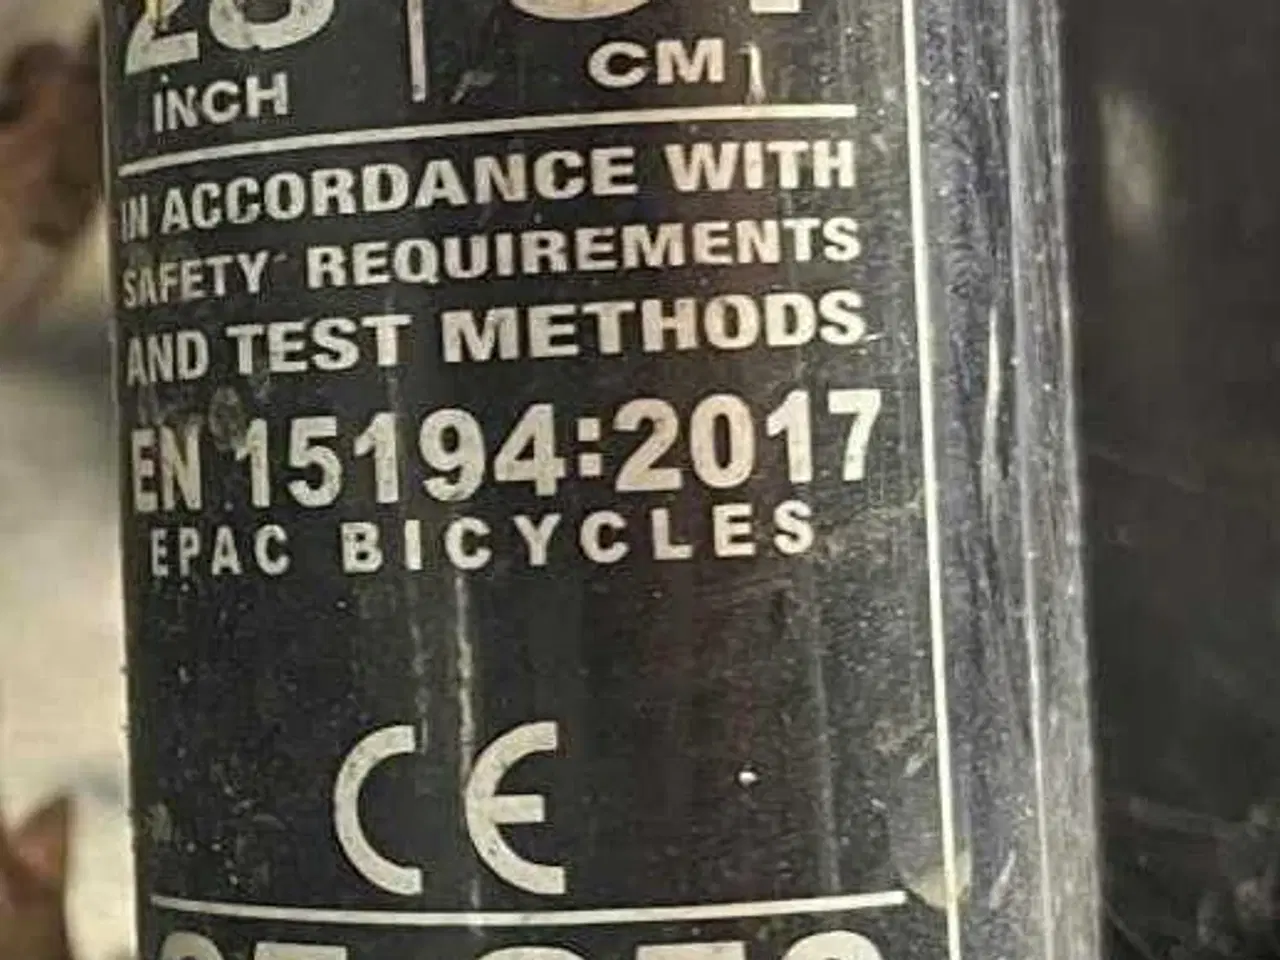 INCH CM
IN ACCORDANCE WITH
SAFETY REQUIREMENTS
AND TEST METHODS
EN 15194:2017
EPAC BICYCLES
CE